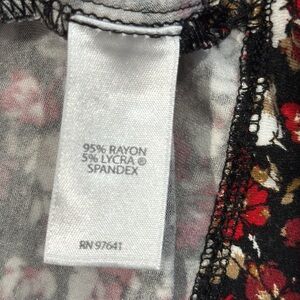 95% RAYON
5% LYCRA ®
SPANDEX
RN 97641